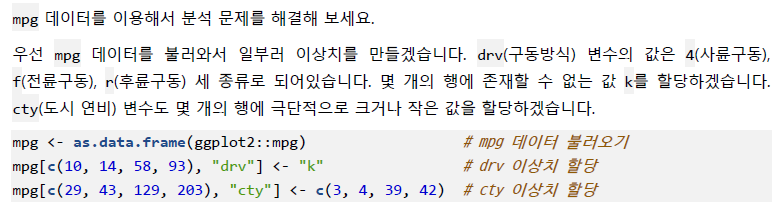 mpg 데이터를 이용해서 분석 문제를 해결해 보세요.
우선 mpg 데이터를 불러와서 일부러 이상치를 만들겠습니다. drv(구동방식) 변수의 값은 4(사륜구동),
f(전륜구동), r(후륜구동) 세 종류로 되어있습니다. 몇 개의 행에 존재할 수 없는 값 k를 할당하겠습니다.
cty(도시 연비) 변수도 몇 개의 행에 극단적으로 크거나 작은 값을 할당하겠습니다.
mpg <- as.data.frame(ggplot2::mpg) # mpg 데이터 불러오기
mpg[c(10, 14, 58, 93), "drv"] <- "k" # drv 이상치 할당
mpg[c(29, 43, 129, 203), "cty"] <- c(3, 4, 39, 42) # cty 이상치 할당